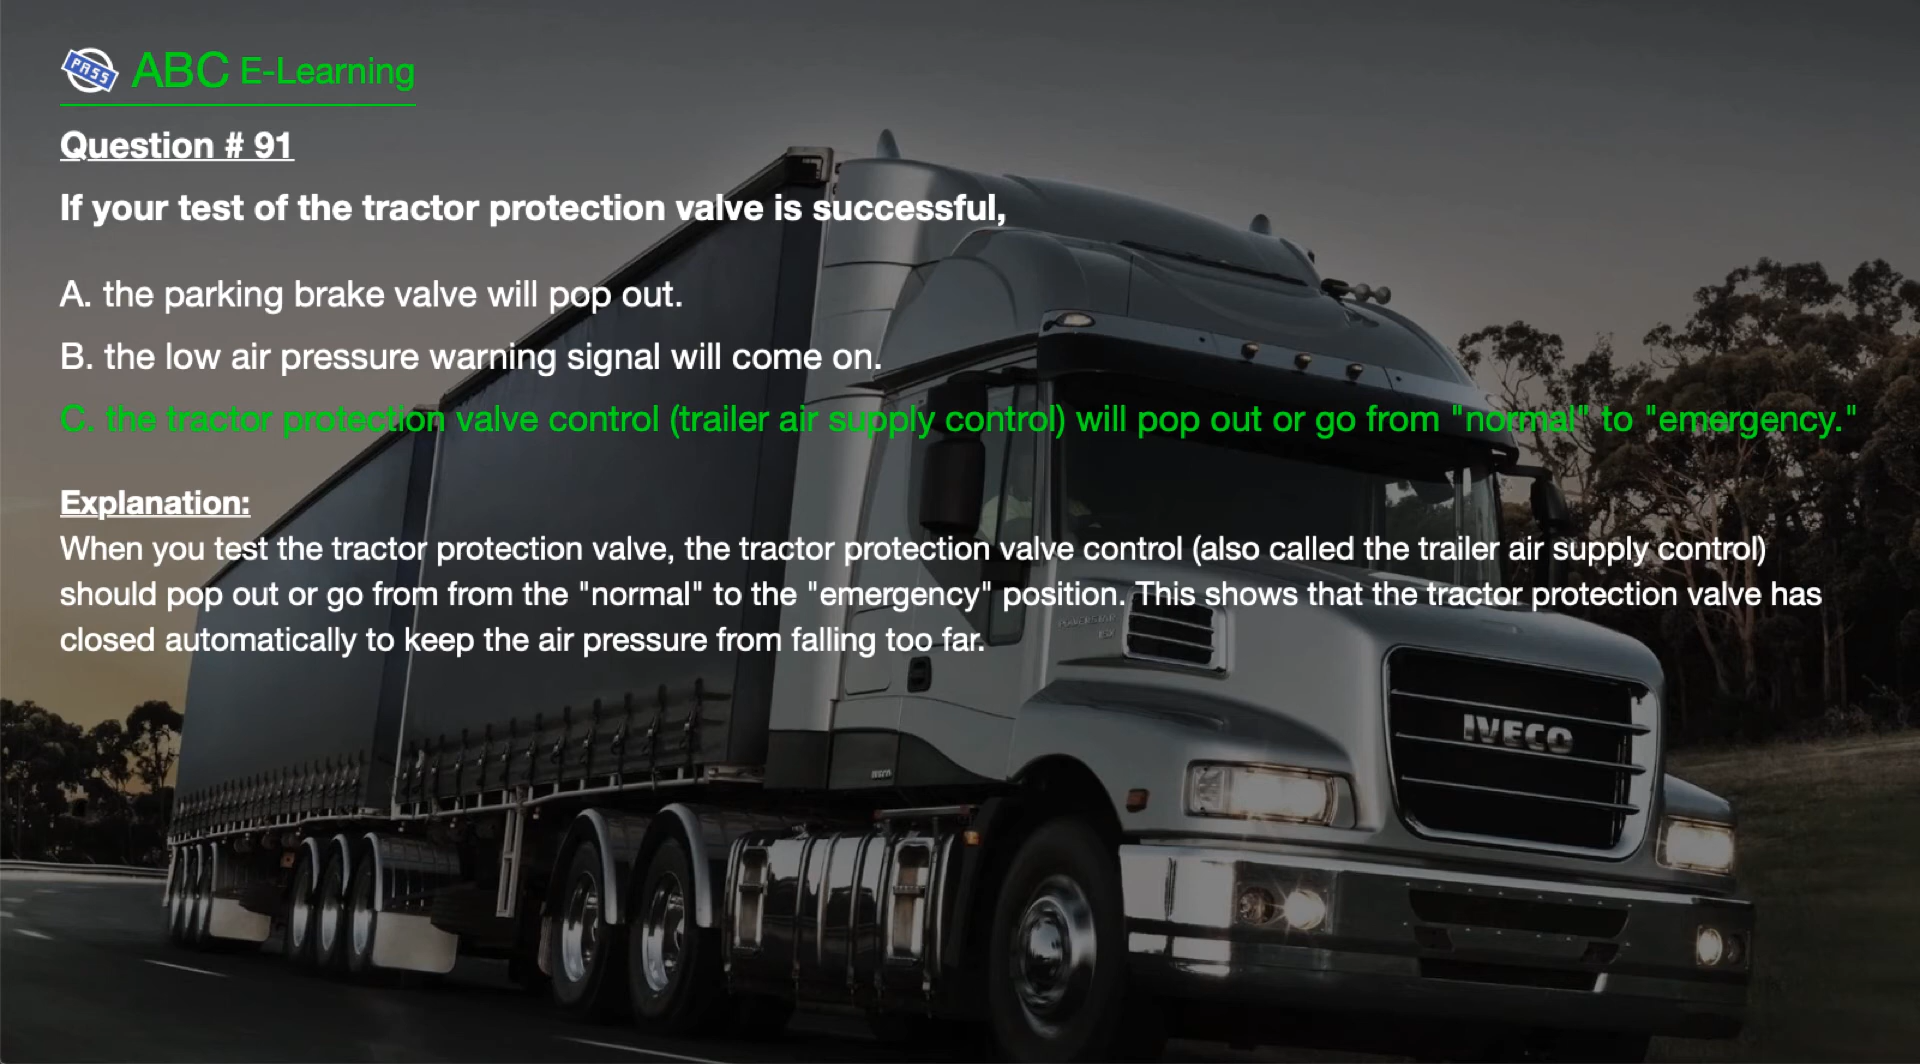 PASS ABC E-Learning
Question # 91
If your test of the tractor protection valve is successful,
A. the parking brake valve will pop out.
B. the low air pressure warning signal will come on.
C. the tractor protection valve control (trailer air supply control) will pop out or go from "normal" to "emergency."
Explanation:
When you test the tractor protection valve, the tractor protection valve control (also called the trailer air supply control)
should pop out or go from from the "normal" to the "emergency" position. This shows that the tractor protection valve has
closed automatically to keep the air pressure from falling too far.
IVECO